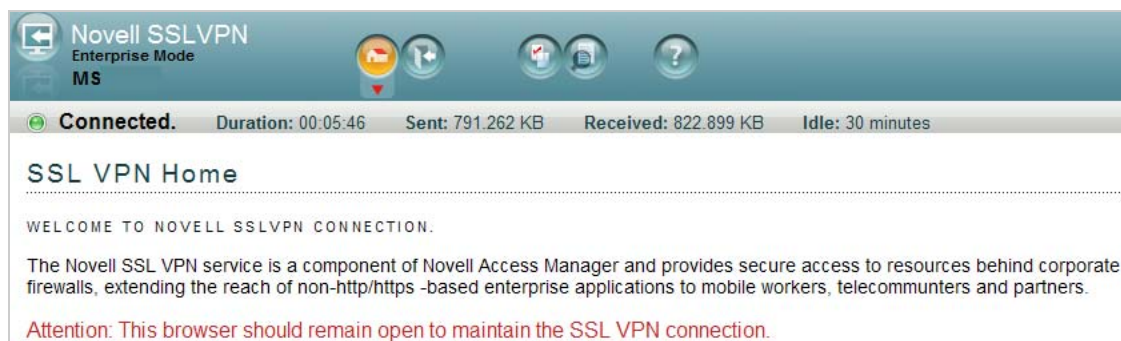 Novell SSLVPN
Enterprise Mode
MS
?
Connected. Duration: 00:05:46 Sent: 791.262 KB Received: 822.899 KB Idle: 30 minutes
SSL VPN Home
WELCOME TO NOVELL SSLVPN CONNECTION.
The Novell SSL VPN service is a component of Novell Access Manager and provides secure access to resources behind corporate
firewalls, extending the reach of non-http/https -based enterprise applications to mobile workers, telecommunters and partners.
Attention: This browser should remain open to maintain the SSL VPN connection.